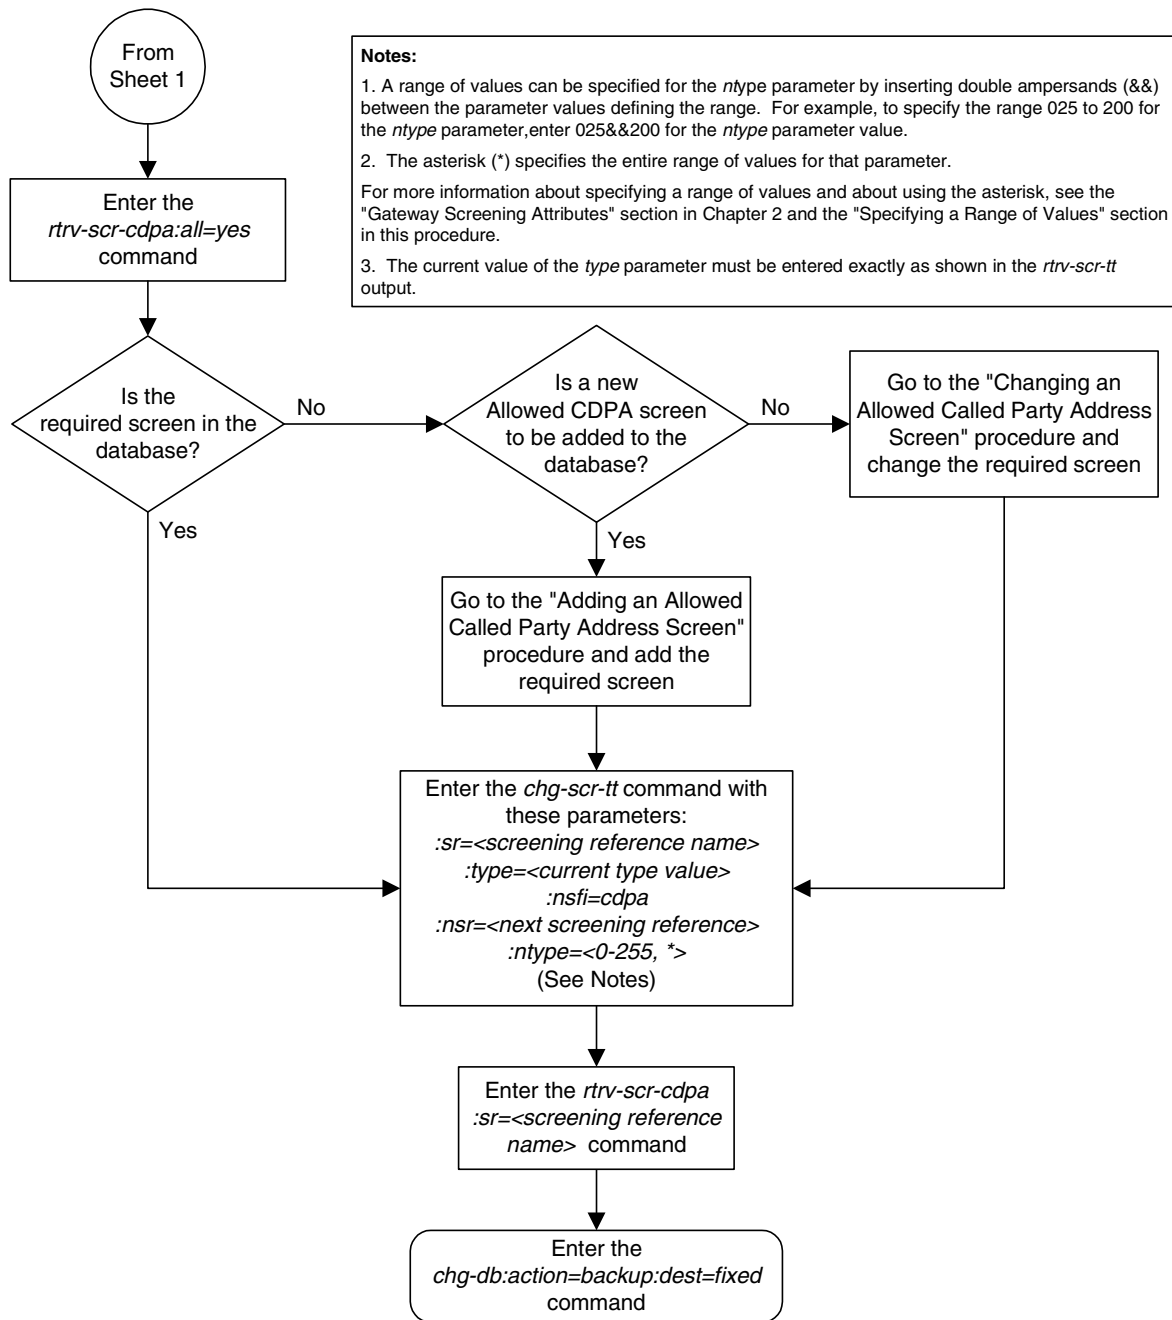 From
Sheet 1
Notes:
1. A range of values can be specified for the ntype parameter by inserting double ampersands (&&)
between the parameter values defining the range.  For example, to specify the range 025 to 200 for
the ntype parameter,enter 025&&200 for the ntype parameter value.
2.  The asterisk (*) specifies the entire range of values for that parameter.
For more information about specifying a range of values and about using the asterisk, see the
"Gateway Screening Attributes" section in Chapter 2 and the "Specifying a Range of Values" section
in this procedure.
3.  The current value of the type parameter must be entered exactly as shown in the rtrv-scr-tt
output.
Enter the
rtrv-scr-cdpa:all=yes
command
Is the
required screen in the
database?
No
Yes
Is a new
Allowed CDPA screen
to be added to the
database?
No
Yes
Go to the "Changing an
Allowed Called Party Address
Screen" procedure and
change the required screen
Go to the "Adding an Allowed
Called Party Address Screen"
procedure and add the
required screen
Enter the chg-scr-tt command with
these parameters:
:sr=<screening reference name>
:type=<current type value>
:nsfi=cdpa
:nsr=<next screening reference>
:ntype=<0-255, *>
(See Notes)
Enter the rtrv-scr-cdpa
:sr=<screening reference
name>  command
Enter the
chg-db:action=backup:dest=fixed
command